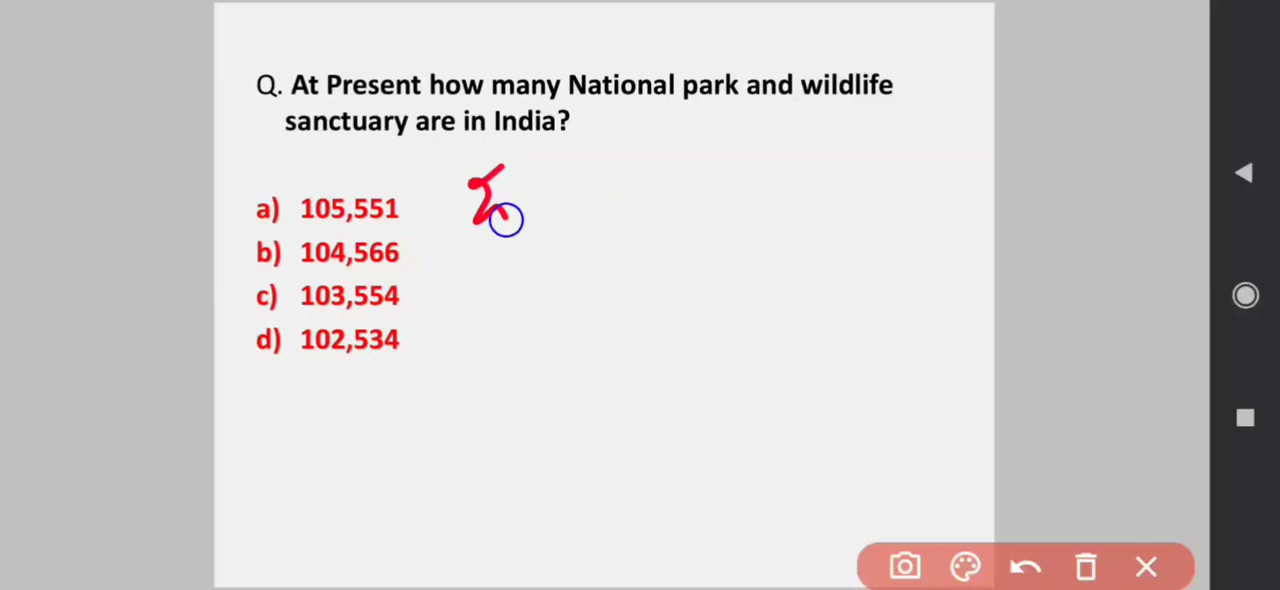 Q. At Present how many National park and wildlife
sanctuary are in India?
a) 105,551
b) 104,566
c) 103,554
d) 102,534